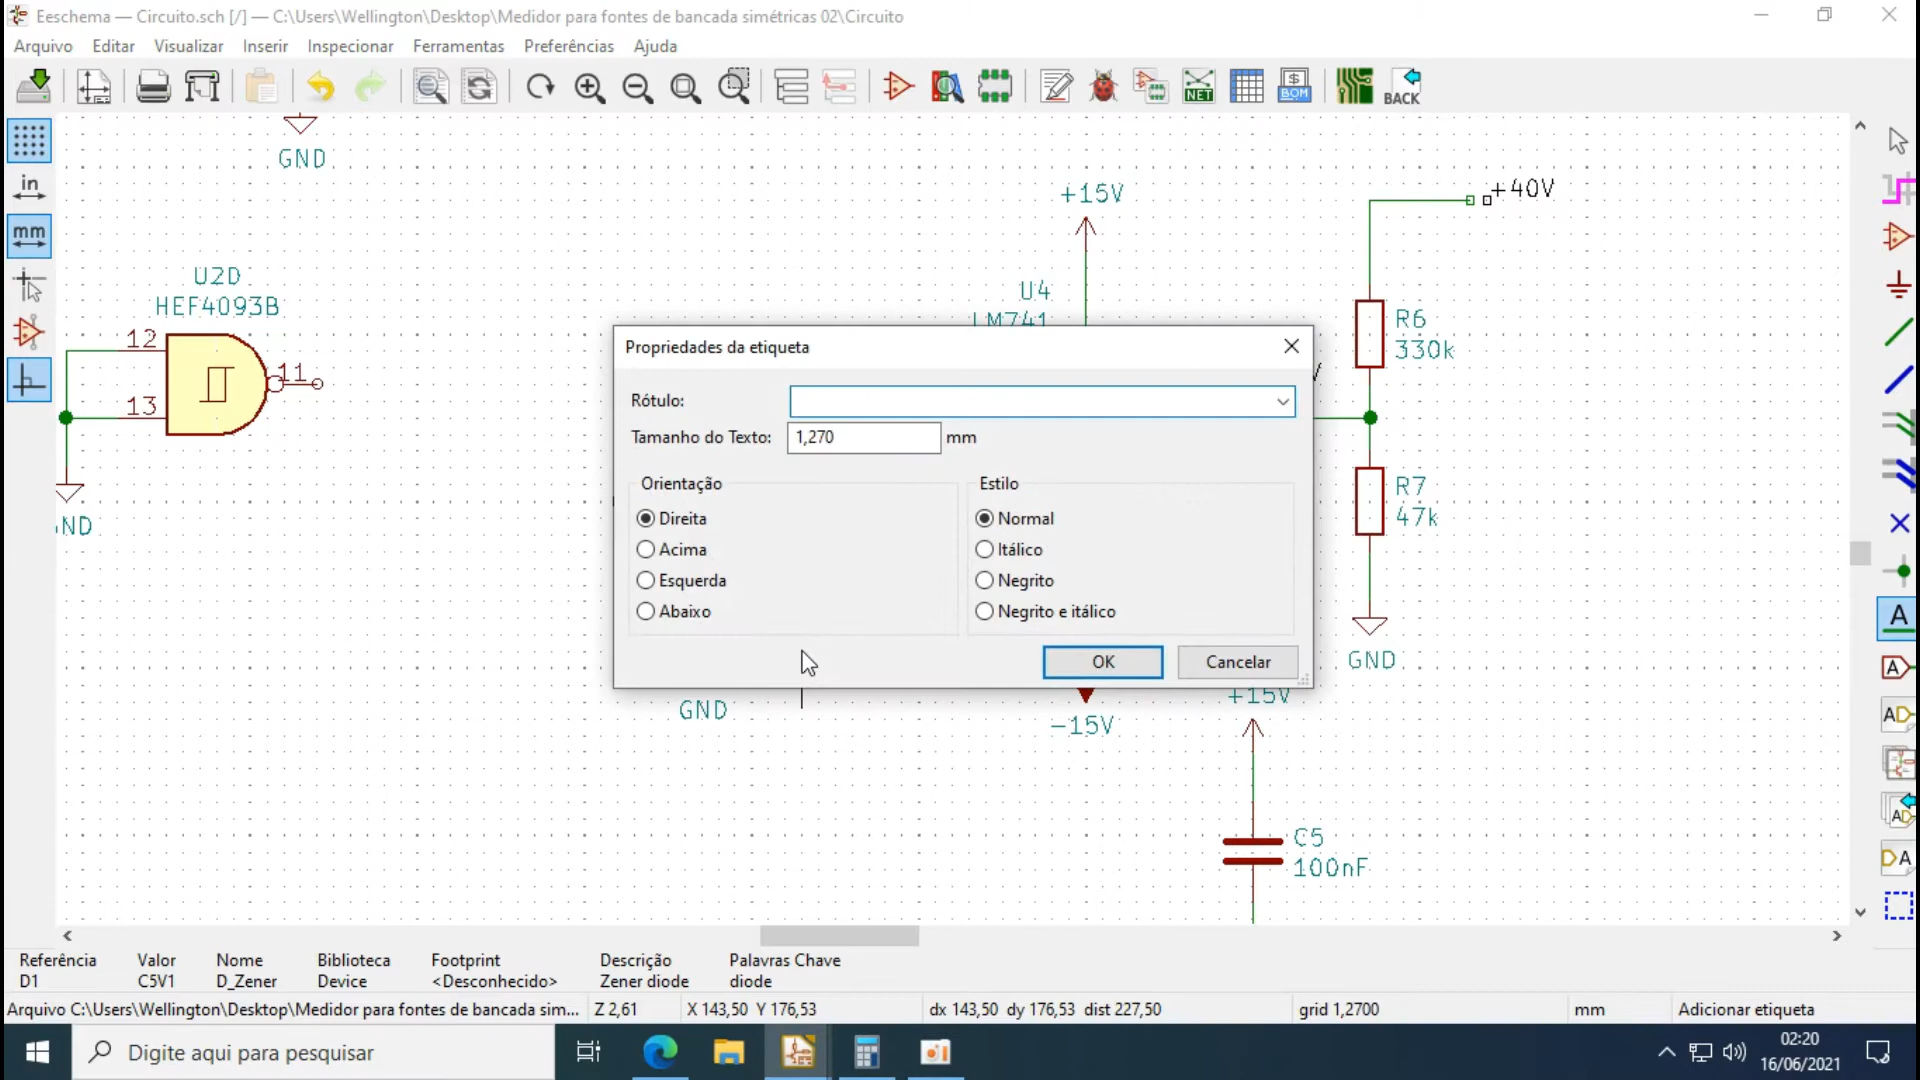 Eeschema — Circuito.sch [/] — C:\Users\Wellington\Desktop\Medidor para fontes de bancada simétricas 02\Circuito
Arquivo Editar Visualizar Inserir Inspecionar Ferramentas Preferências Ajuda
NET
$
BOM
BACK
in
mm
GND
U2D
HEF4093B
12
11
13
+15V
U4
LM741
+40V
R6
330k
R7
47k
GND
GND
-15V
+15V
C5
100nF
Propriedades da etiqueta
Rótulo:
Tamanho do Texto: 1,270 mm
Orientação
Direita
Acima
Esquerda
Abaixo
Estilo
Normal
Itálico
Negrito
Negrito e itálico
OK Cancelar
A
A
AD
AD
DA
Referência Valor Nome Biblioteca Footprint Descrição Palavras Chave
D1 C5V1 D_Zener Device <Desconhecido> Zener diode diode
Arquivo C:\Users\Wellington\Desktop\Medidor para fontes de bancada sim... Z 2,61 X 143,50 Y 176,53 dx 143,50 dy 176,53 dist 227,50 grid 1,2700 mm Adicionar etiqueta
Digite aqui para pesquisar
02:20
16/06/2021